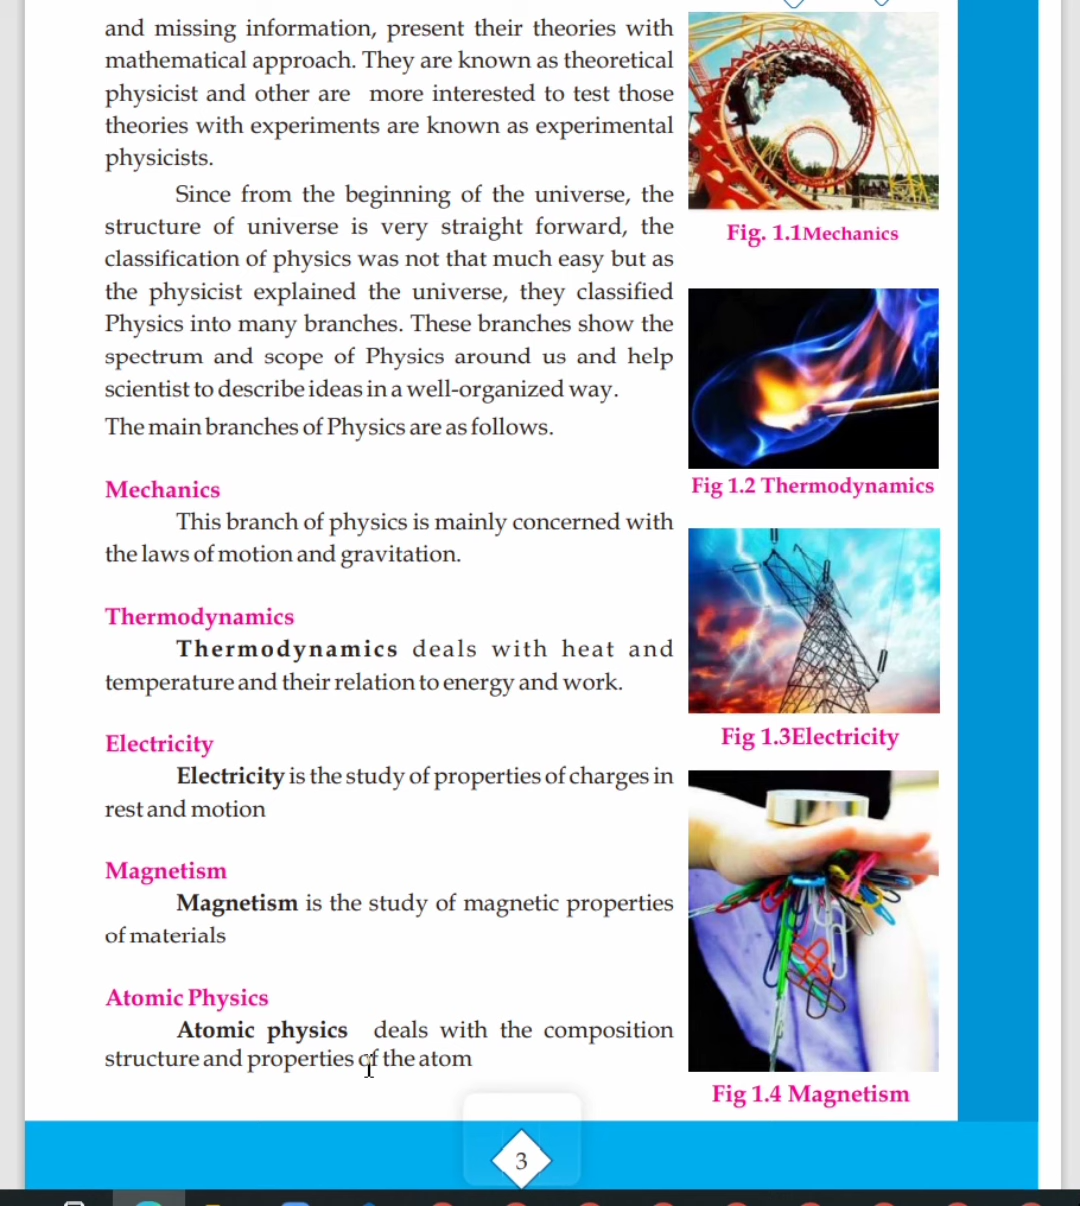 and missing information, present their theories with
mathematical approach. They are known as theoretical
physicist and other are more interested to test those
theories with experiments are known as experimental
physicists.
Since from the beginning of the universe, the
structure of universe is very straight forward, the
classification of physics was not that much easy but as
the physicist explained the universe, they classified
Physics into many branches. These branches show the
spectrum and scope of Physics around us and help
scientist to describe ideas in a well-organized way.
The main branches of Physics are as follows.
Mechanics
This branch of physics is mainly concerned with
the laws of motion and gravitation.
Thermodynamics
Thermodynamics deals with heat and
temperature and their relation to energy and work.
Electricity
Electricity is the study of properties of charges in
rest and motion
Magnetism
Magnetism is the study of magnetic properties
of materials
Atomic Physics
Atomic physics deals with the composition
structure and properties of the atom
Fig. 1.1Mechanics
Fig 1.2 Thermodynamics
Fig 1.3Electricity
Fig 1.4 Magnetism
3